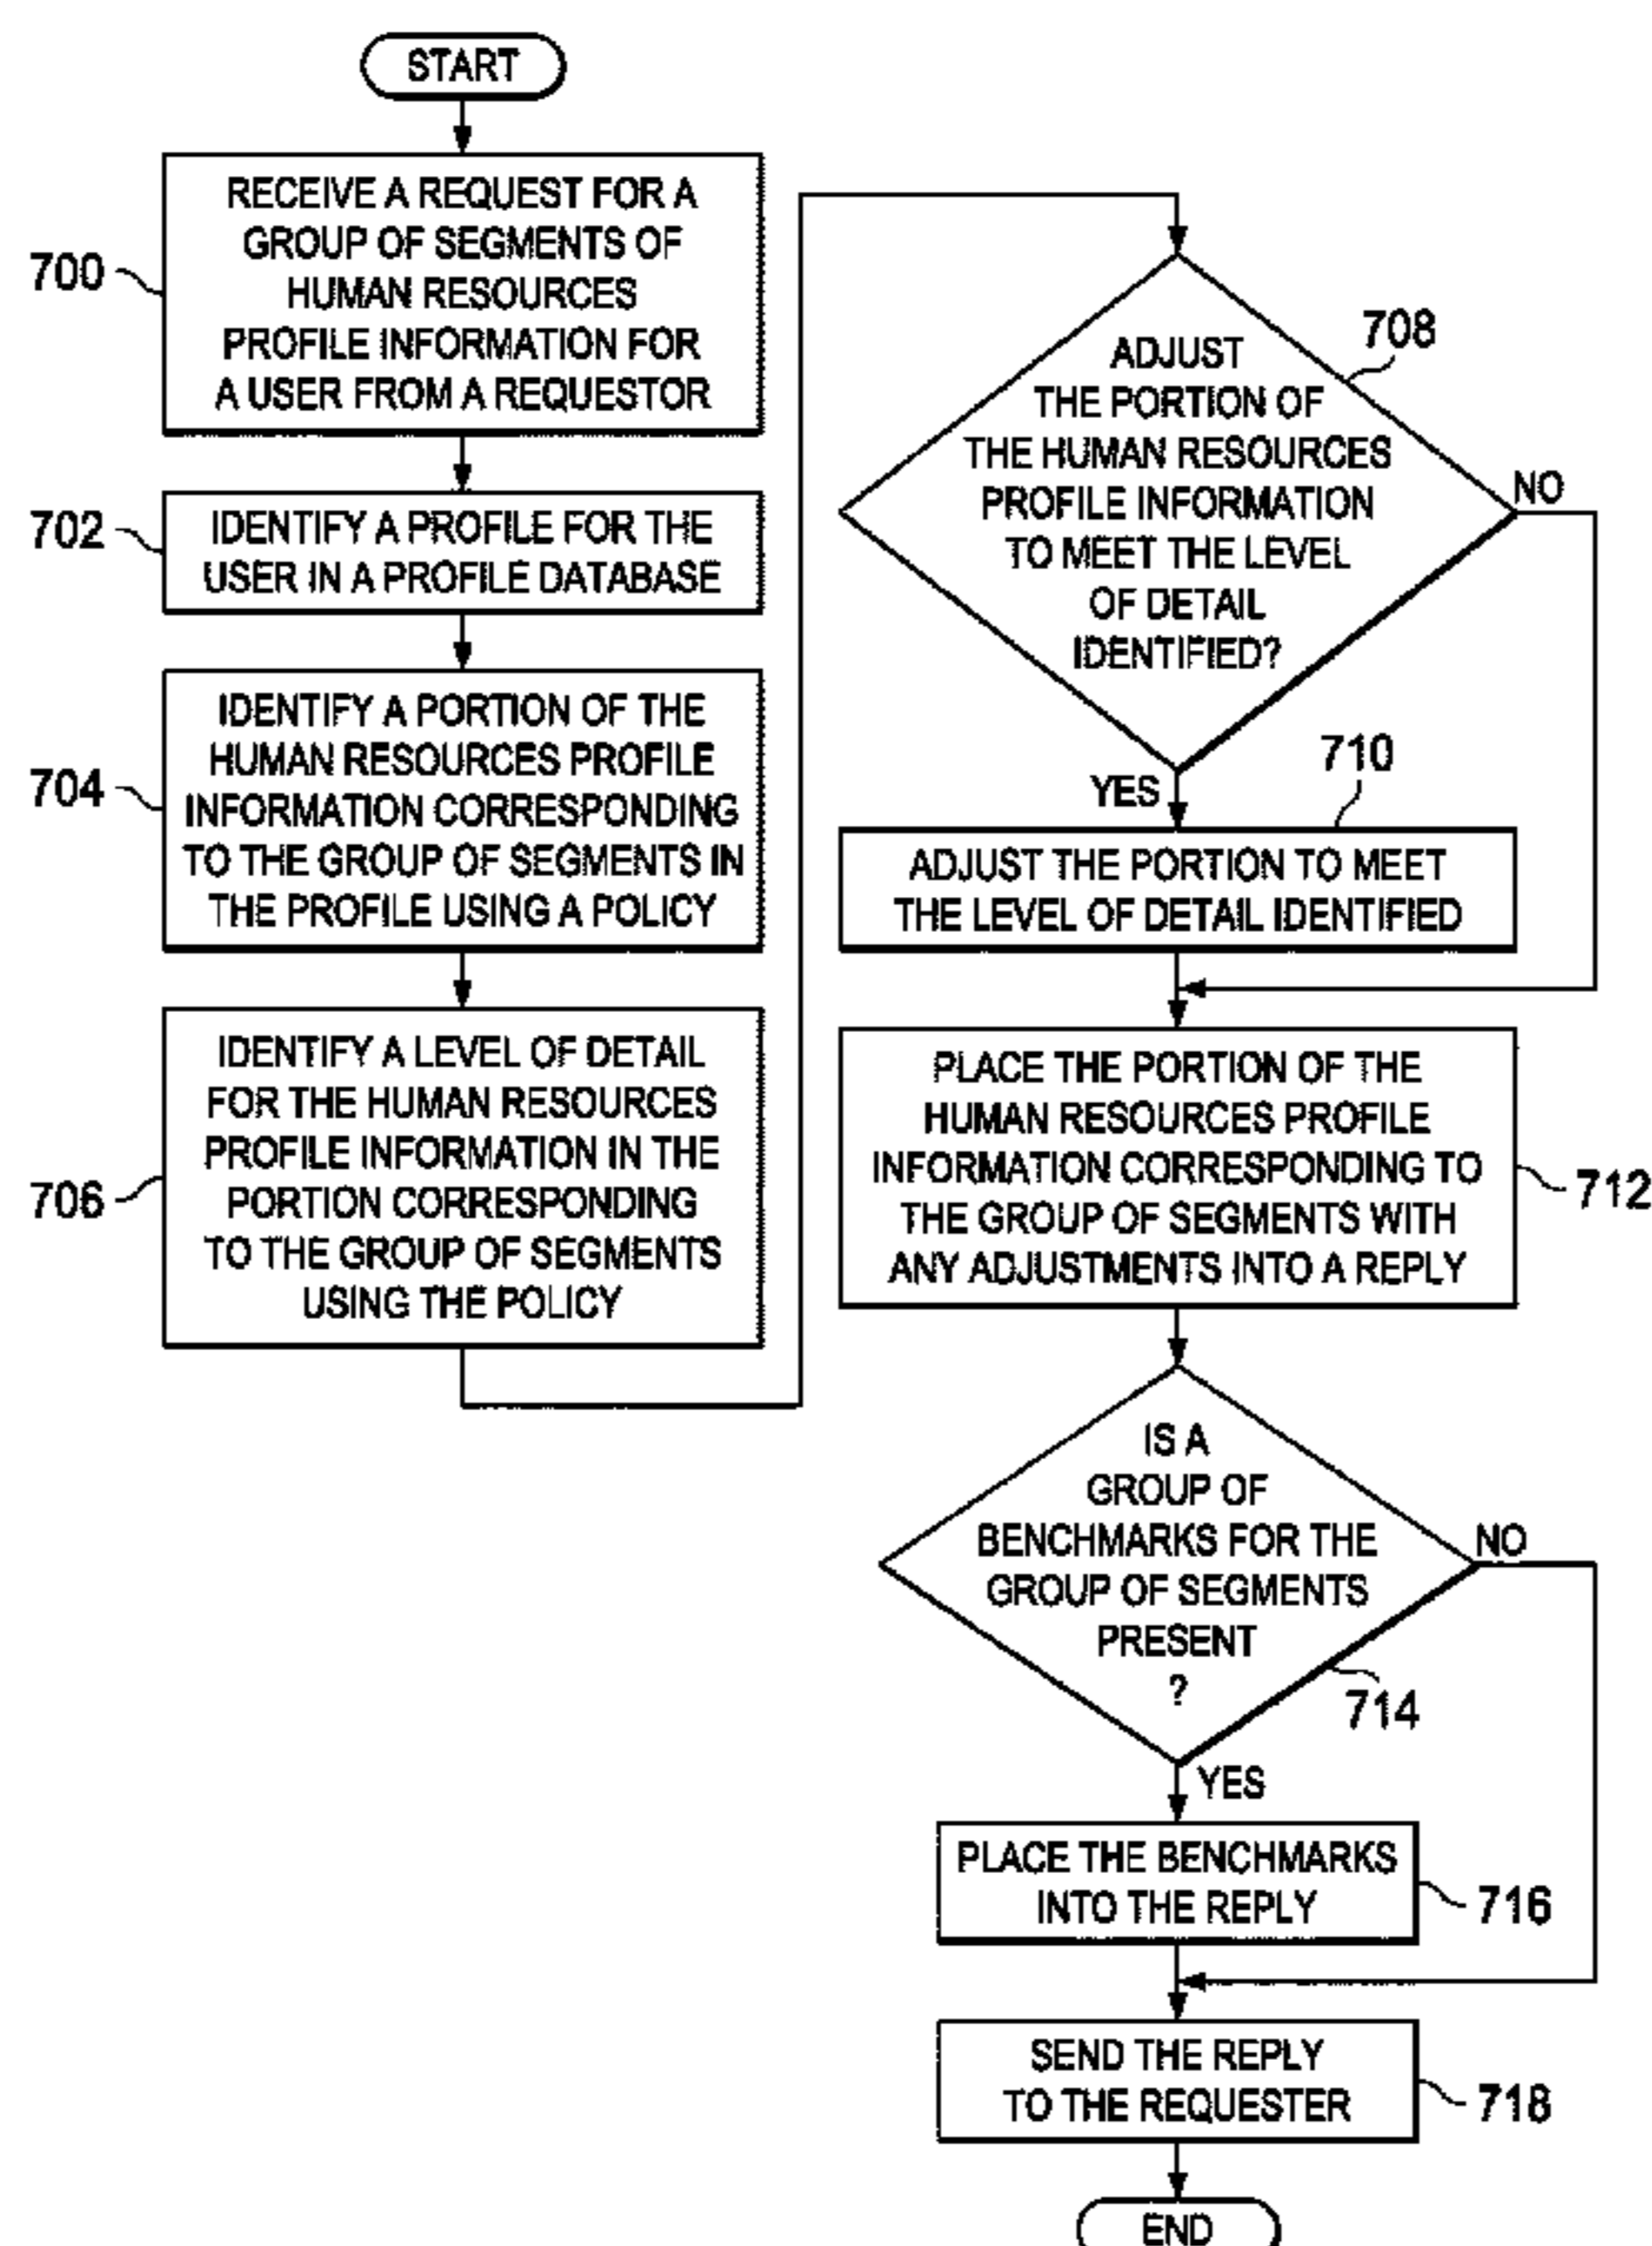 START
700
RECEIVE A REQUEST FOR A
GROUP OF SEGMENTS OF
HUMAN RESOURCES
PROFILE INFORMATION FOR
A USER FROM A REQUESTOR
702
IDENTIFY A PROFILE FOR THE
USER IN A PROFILE DATABASE
704
IDENTIFY A PORTION OF THE
HUMAN RESOURCES PROFILE
INFORMATION CORRESPONDING
TO THE GROUP OF SEGMENTS IN
THE PROFILE USING A POLICY
706
IDENTIFY A LEVEL OF DETAIL
FOR THE HUMAN RESOURCES
PROFILE INFORMATION IN THE
PORTION CORRESPONDING
TO THE GROUP OF SEGMENTS
USING THE POLICY
708
ADJUST
THE PORTION OF
THE HUMAN RESOURCES
PROFILE INFORMATION
TO MEET THE LEVEL
OF DETAIL
IDENTIFIED?
NO
YES
710
ADJUST THE PORTION TO MEET
THE LEVEL OF DETAIL IDENTIFIED
PLACE THE PORTION OF THE
HUMAN RESOURCES PROFILE
INFORMATION CORRESPONDING TO
THE GROUP OF SEGMENTS WITH
ANY ADJUSTMENTS INTO A REPLY
712
IS A
GROUP OF
BENCHMARKS FOR THE
GROUP OF SEGMENTS
PRESENT
?
NO
714
YES
PLACE THE BENCHMARKS
INTO THE REPLY
716
SEND THE REPLY
TO THE REQUESTER
718
END